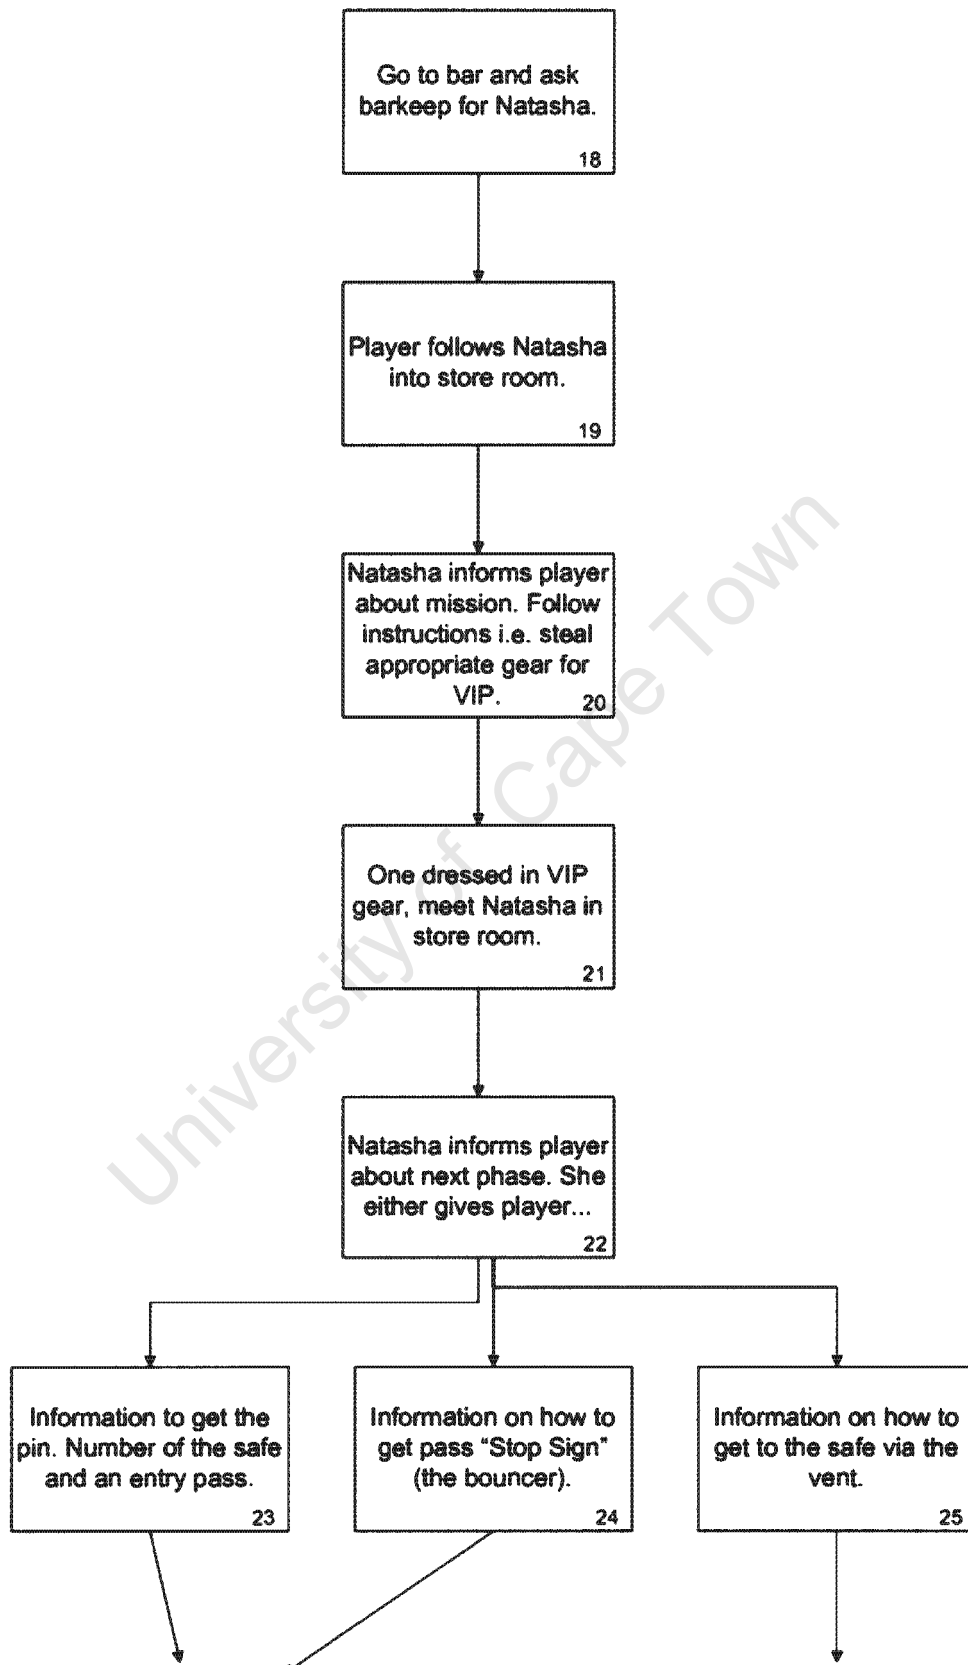 Go to bar and ask
barkeep for Natasha.
18
Player follows Natasha
into store room.
19
Natasha informs player
about mission. Follow
instructions i.e. steal
appropriate gear for
VIP.
20
One dressed in VIP
gear, meet Natasha in
store room.
21
Natasha informs player
about next phase. She
either gives player...
22
Information to get the
pin. Number of the safe
and an entry pass.
23
Information on how to
get pass “Stop Sign”
(the bouncer).
24
Information on how to
get to the safe via the
vent.
25
University of Cape Town